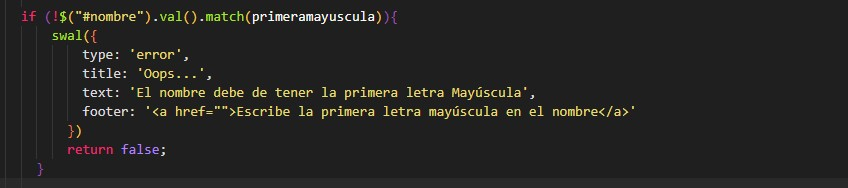 if (!$("#nombre").val().match(primeramayuscula)){
swal({
type: 'error',
title: 'Oops...',
text: 'El nombre debe de tener la primera letra Mayúscula',
footer: '<a href="">Escribe la primera letra mayúscula en el nombre</a>'
})
return false;
}